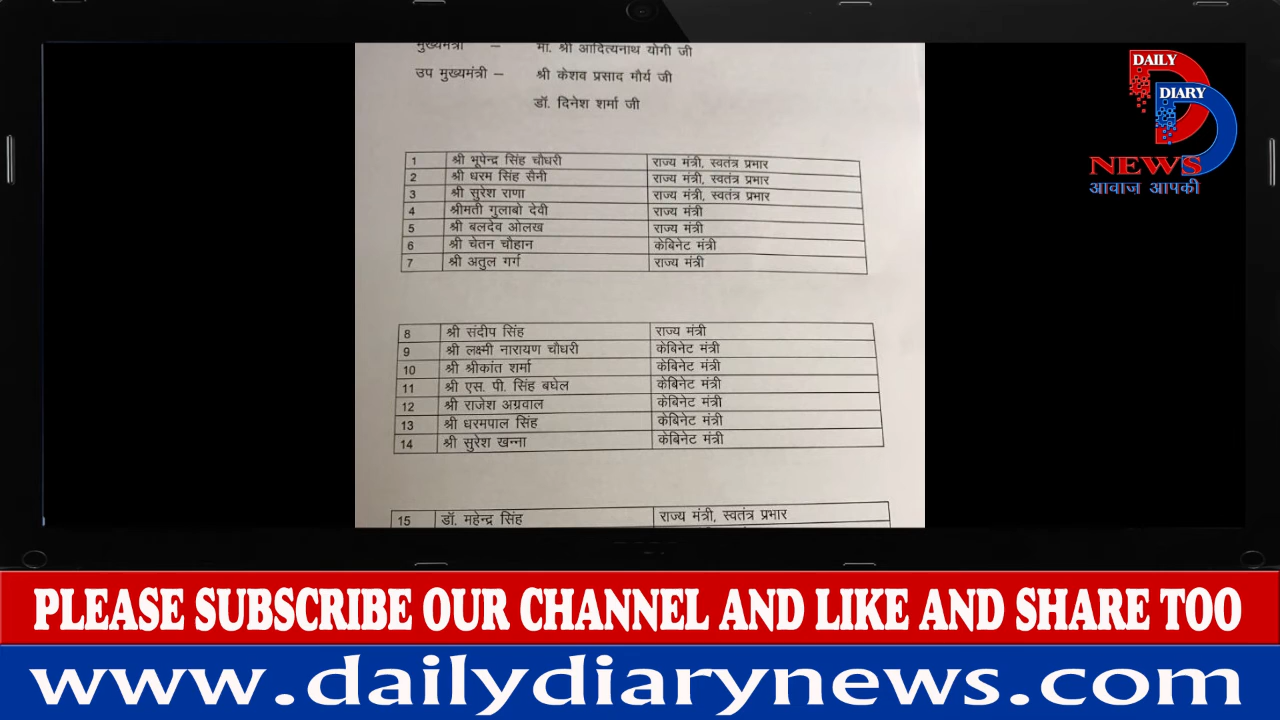 मुख्यमंत्री – मा. श्री आदित्यनाथ योगी जी
उप मुख्यमंत्री – श्री केशव प्रसाद मौर्य जी
डॉ. दिनेश शर्मा जी
1 श्री भूपेन्द्र सिंह चौधरी राज्य मंत्री, स्वतंत्र प्रभार
2 श्री धरम सिंह सैनी राज्य मंत्री, स्वतंत्र प्रभार
3 श्री सुरेश राणा राज्य मंत्री, स्वतंत्र प्रभार
4 श्रीमती गुलाबो देवी राज्य मंत्री
5 श्री बलदेव ओलख राज्य मंत्री
6 श्री चेतन चौहान केबिनेट मंत्री
7 श्री अतुल गर्ग राज्य मंत्री
8 श्री संदीप सिंह राज्य मंत्री
9 श्री लक्ष्मी नारायण चौधरी केबिनेट मंत्री
10 श्री श्रीकांत शर्मा केबिनेट मंत्री
11 श्री एस. पी. सिंह बघेल केबिनेट मंत्री
12 श्री राजेश अग्रवाल केबिनेट मंत्री
13 श्री धरमपाल सिंह केबिनेट मंत्री
14 श्री सुरेश खन्ना केबिनेट मंत्री
15 डॉ. महेन्द्र सिंह राज्य मंत्री, स्वतंत्र प्रभार
DAILY
DIARY
NEWS
आवाज आपकी
PLEASE SUBSCRIBE OUR CHANNEL AND LIKE AND SHARE TOO
www.dailydiarynews.com